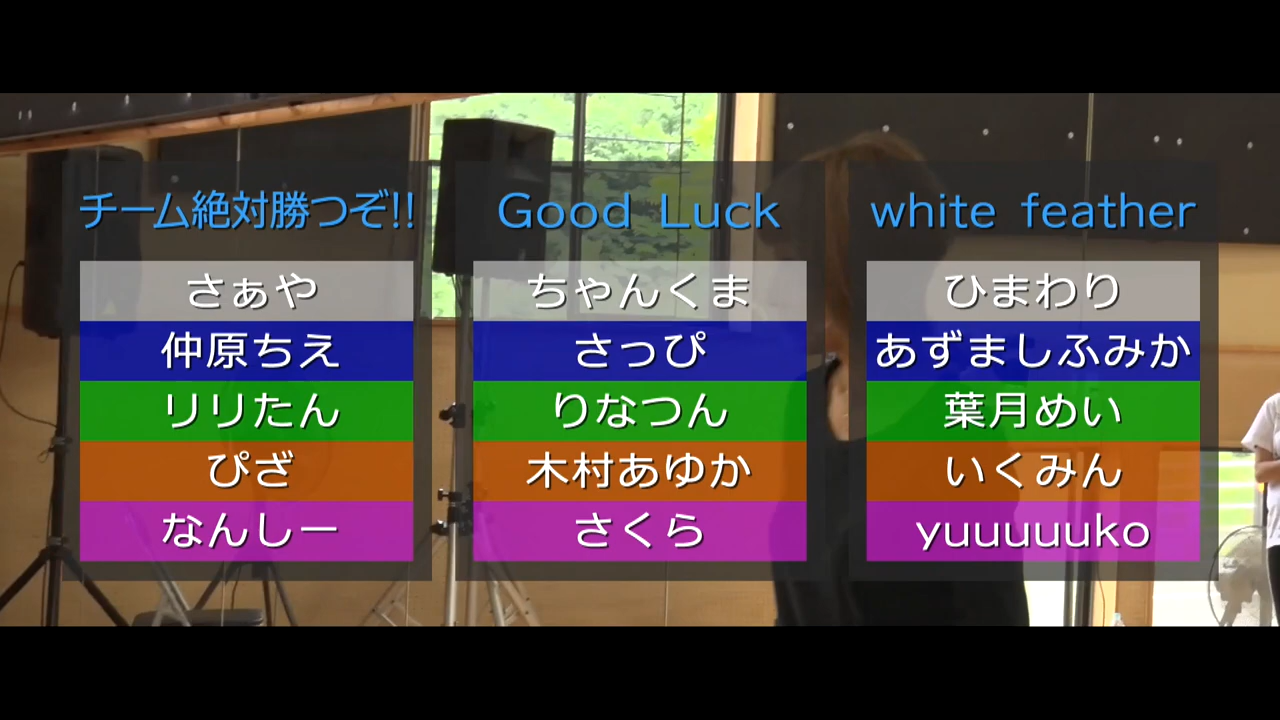 チーム絶対勝つぞ!!
さぁや
仲原ちえ
リリたん
ぴざ
なんしー
Good Luck
ちゃんくま
さっぴ
りなつん
木村あゆか
さくら
white feather
ひまわり
あずましふみか
葉月めい
いくみん
yuuuuuko